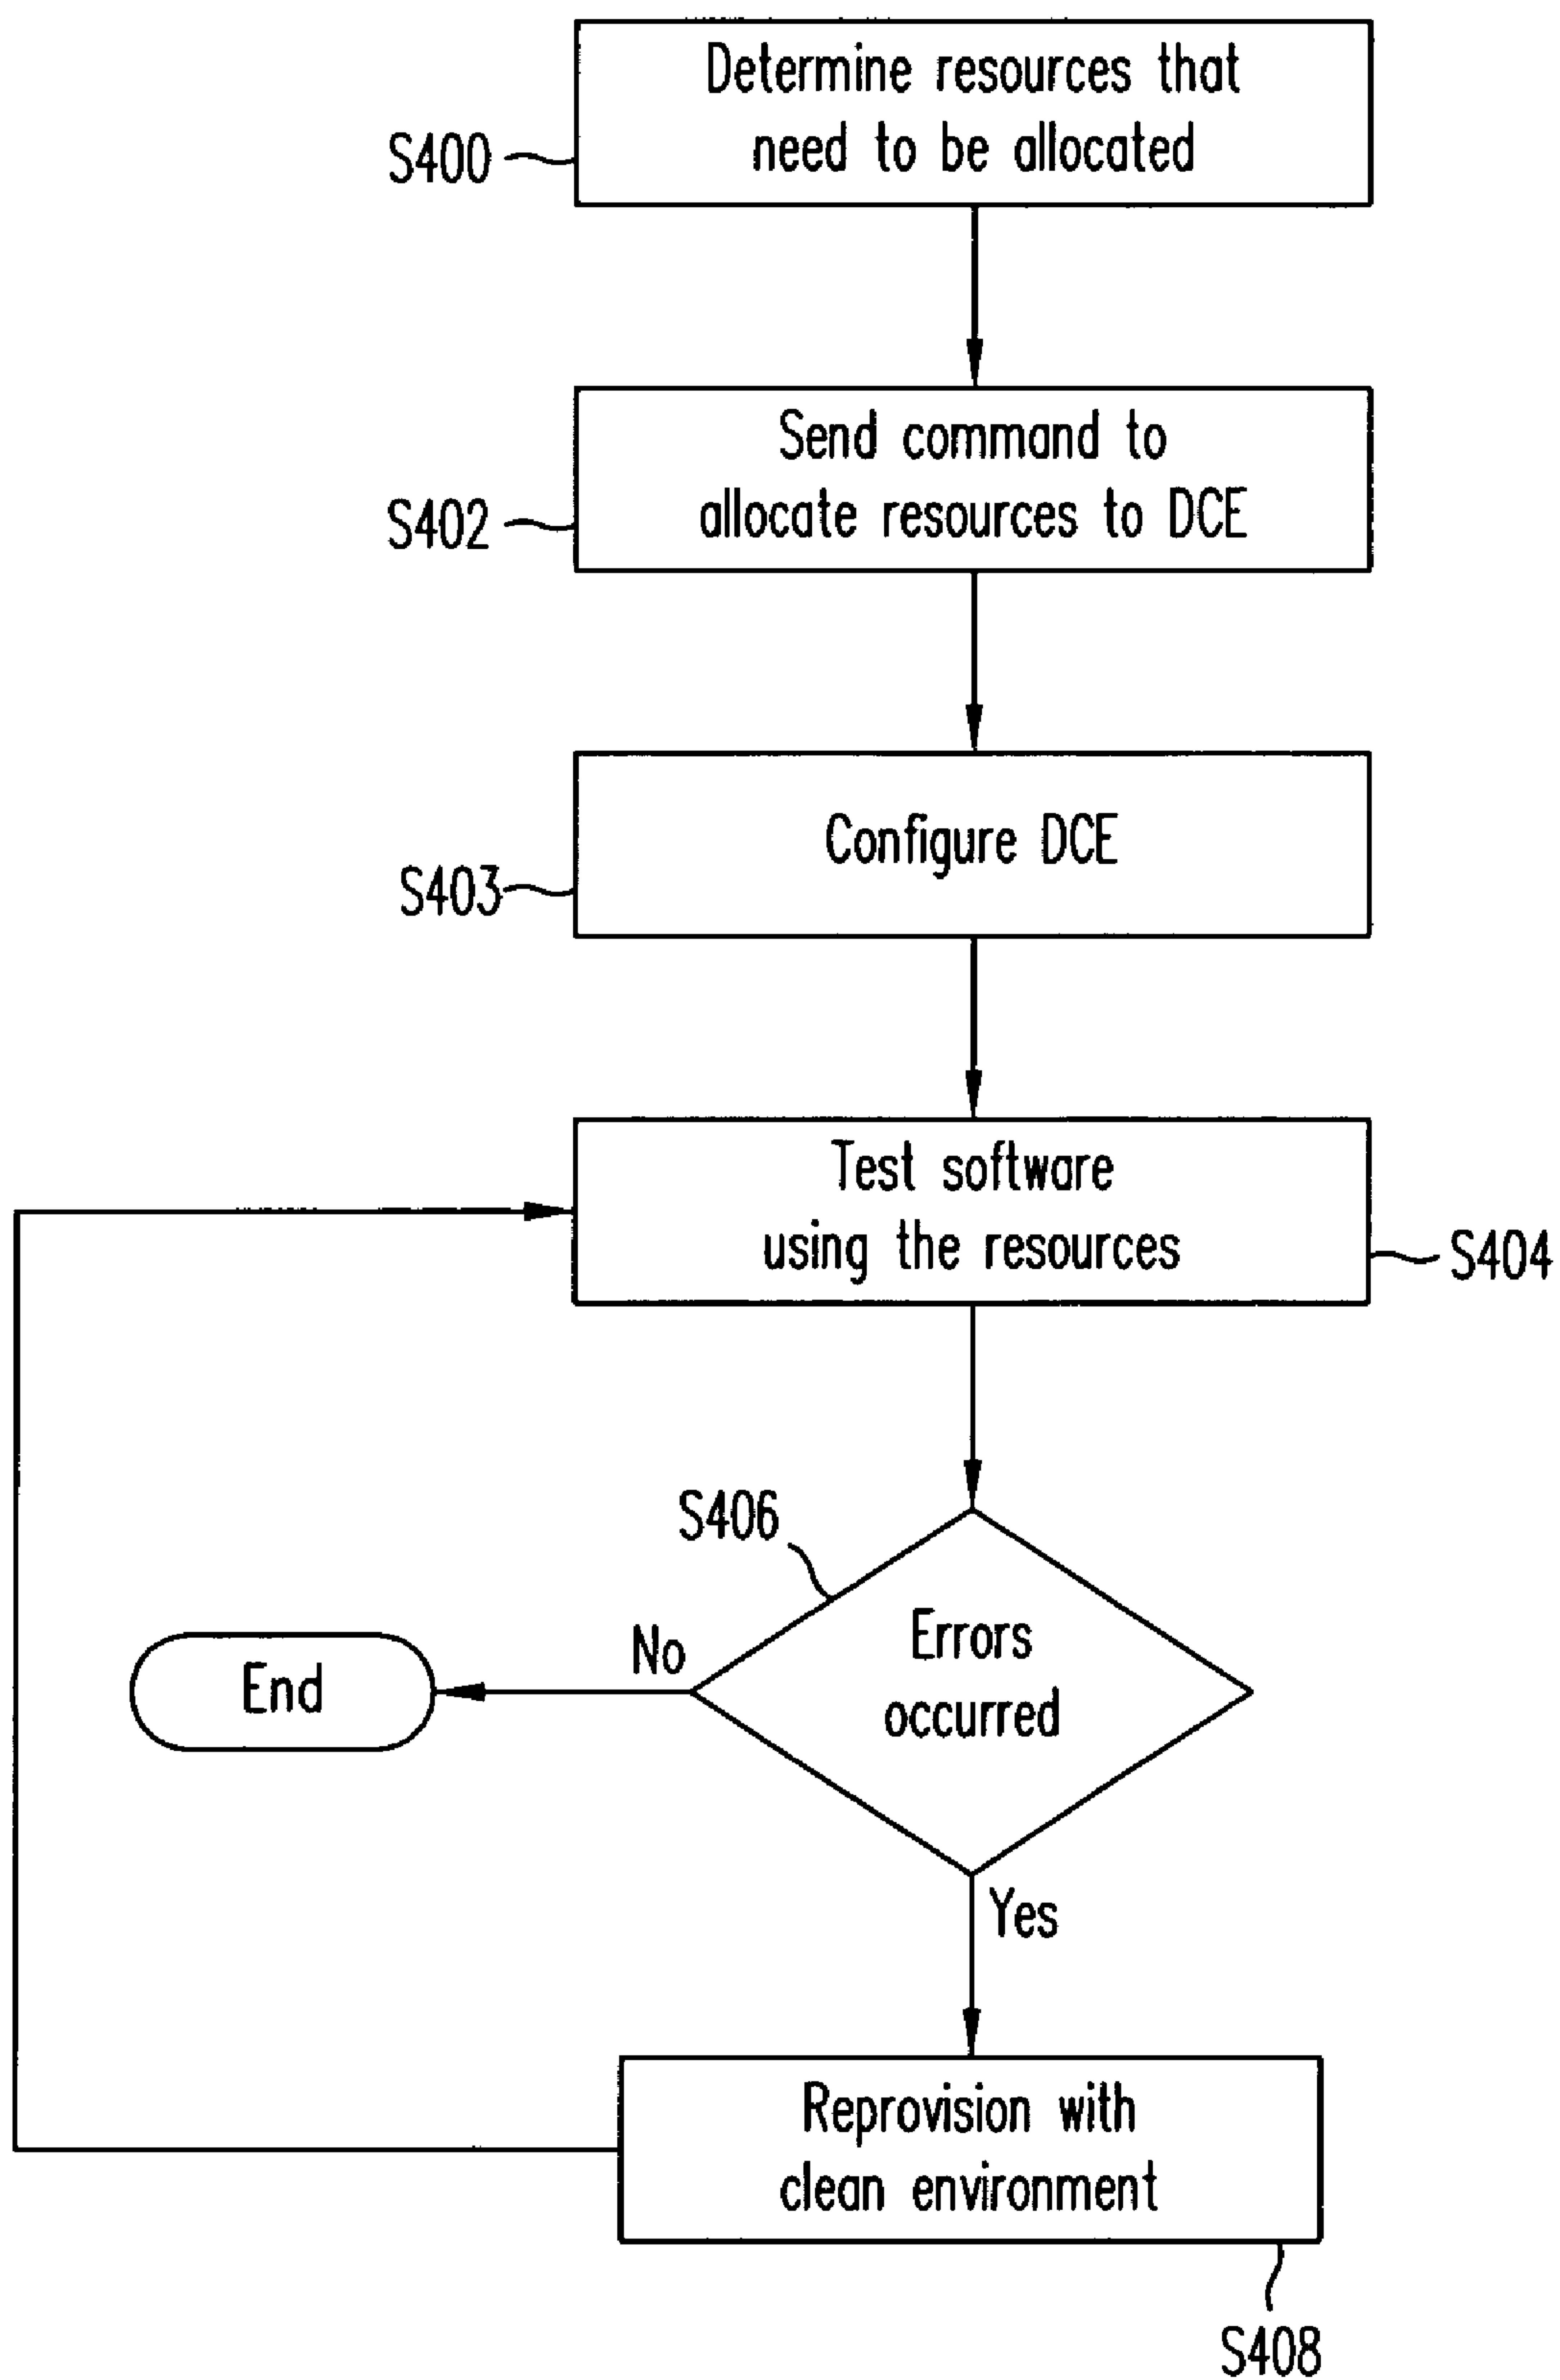 Determine resources that
need to be allocated
S400
Send command to
allocate resources to DCE
S402
Configure DCE
S403
Test software
using the resources
S404
S406
Errors
occurred
No
End
Yes
Reprovision with
clean environment
S408